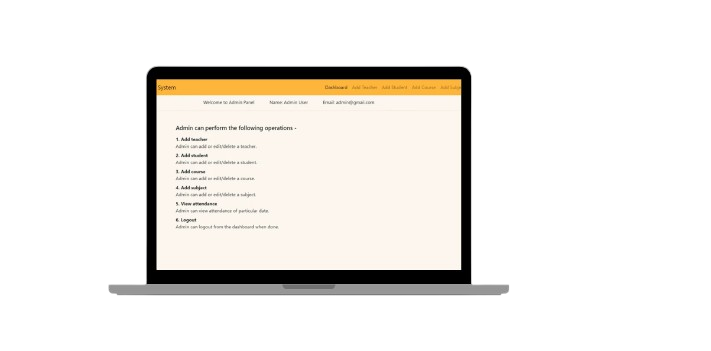 System Dashboard Add Teacher Add Student Add Course Add Subje
Welcome to Admin Panel Name: Admin User Email: admin@gmail.com
Admin can perform the following operations -
1. Add teacher
Admin can add or edit/delete a teacher.
2. Add student
Admin can add or edit/delete a student.
3. Add course
Admin can add or edit/delete a course.
4. Add subject
Admin can add or edit/delete a subject.
5. View attendance
Admin can view attendance of particular date.
6. Logout
Admin can logout from the dashboard when done.